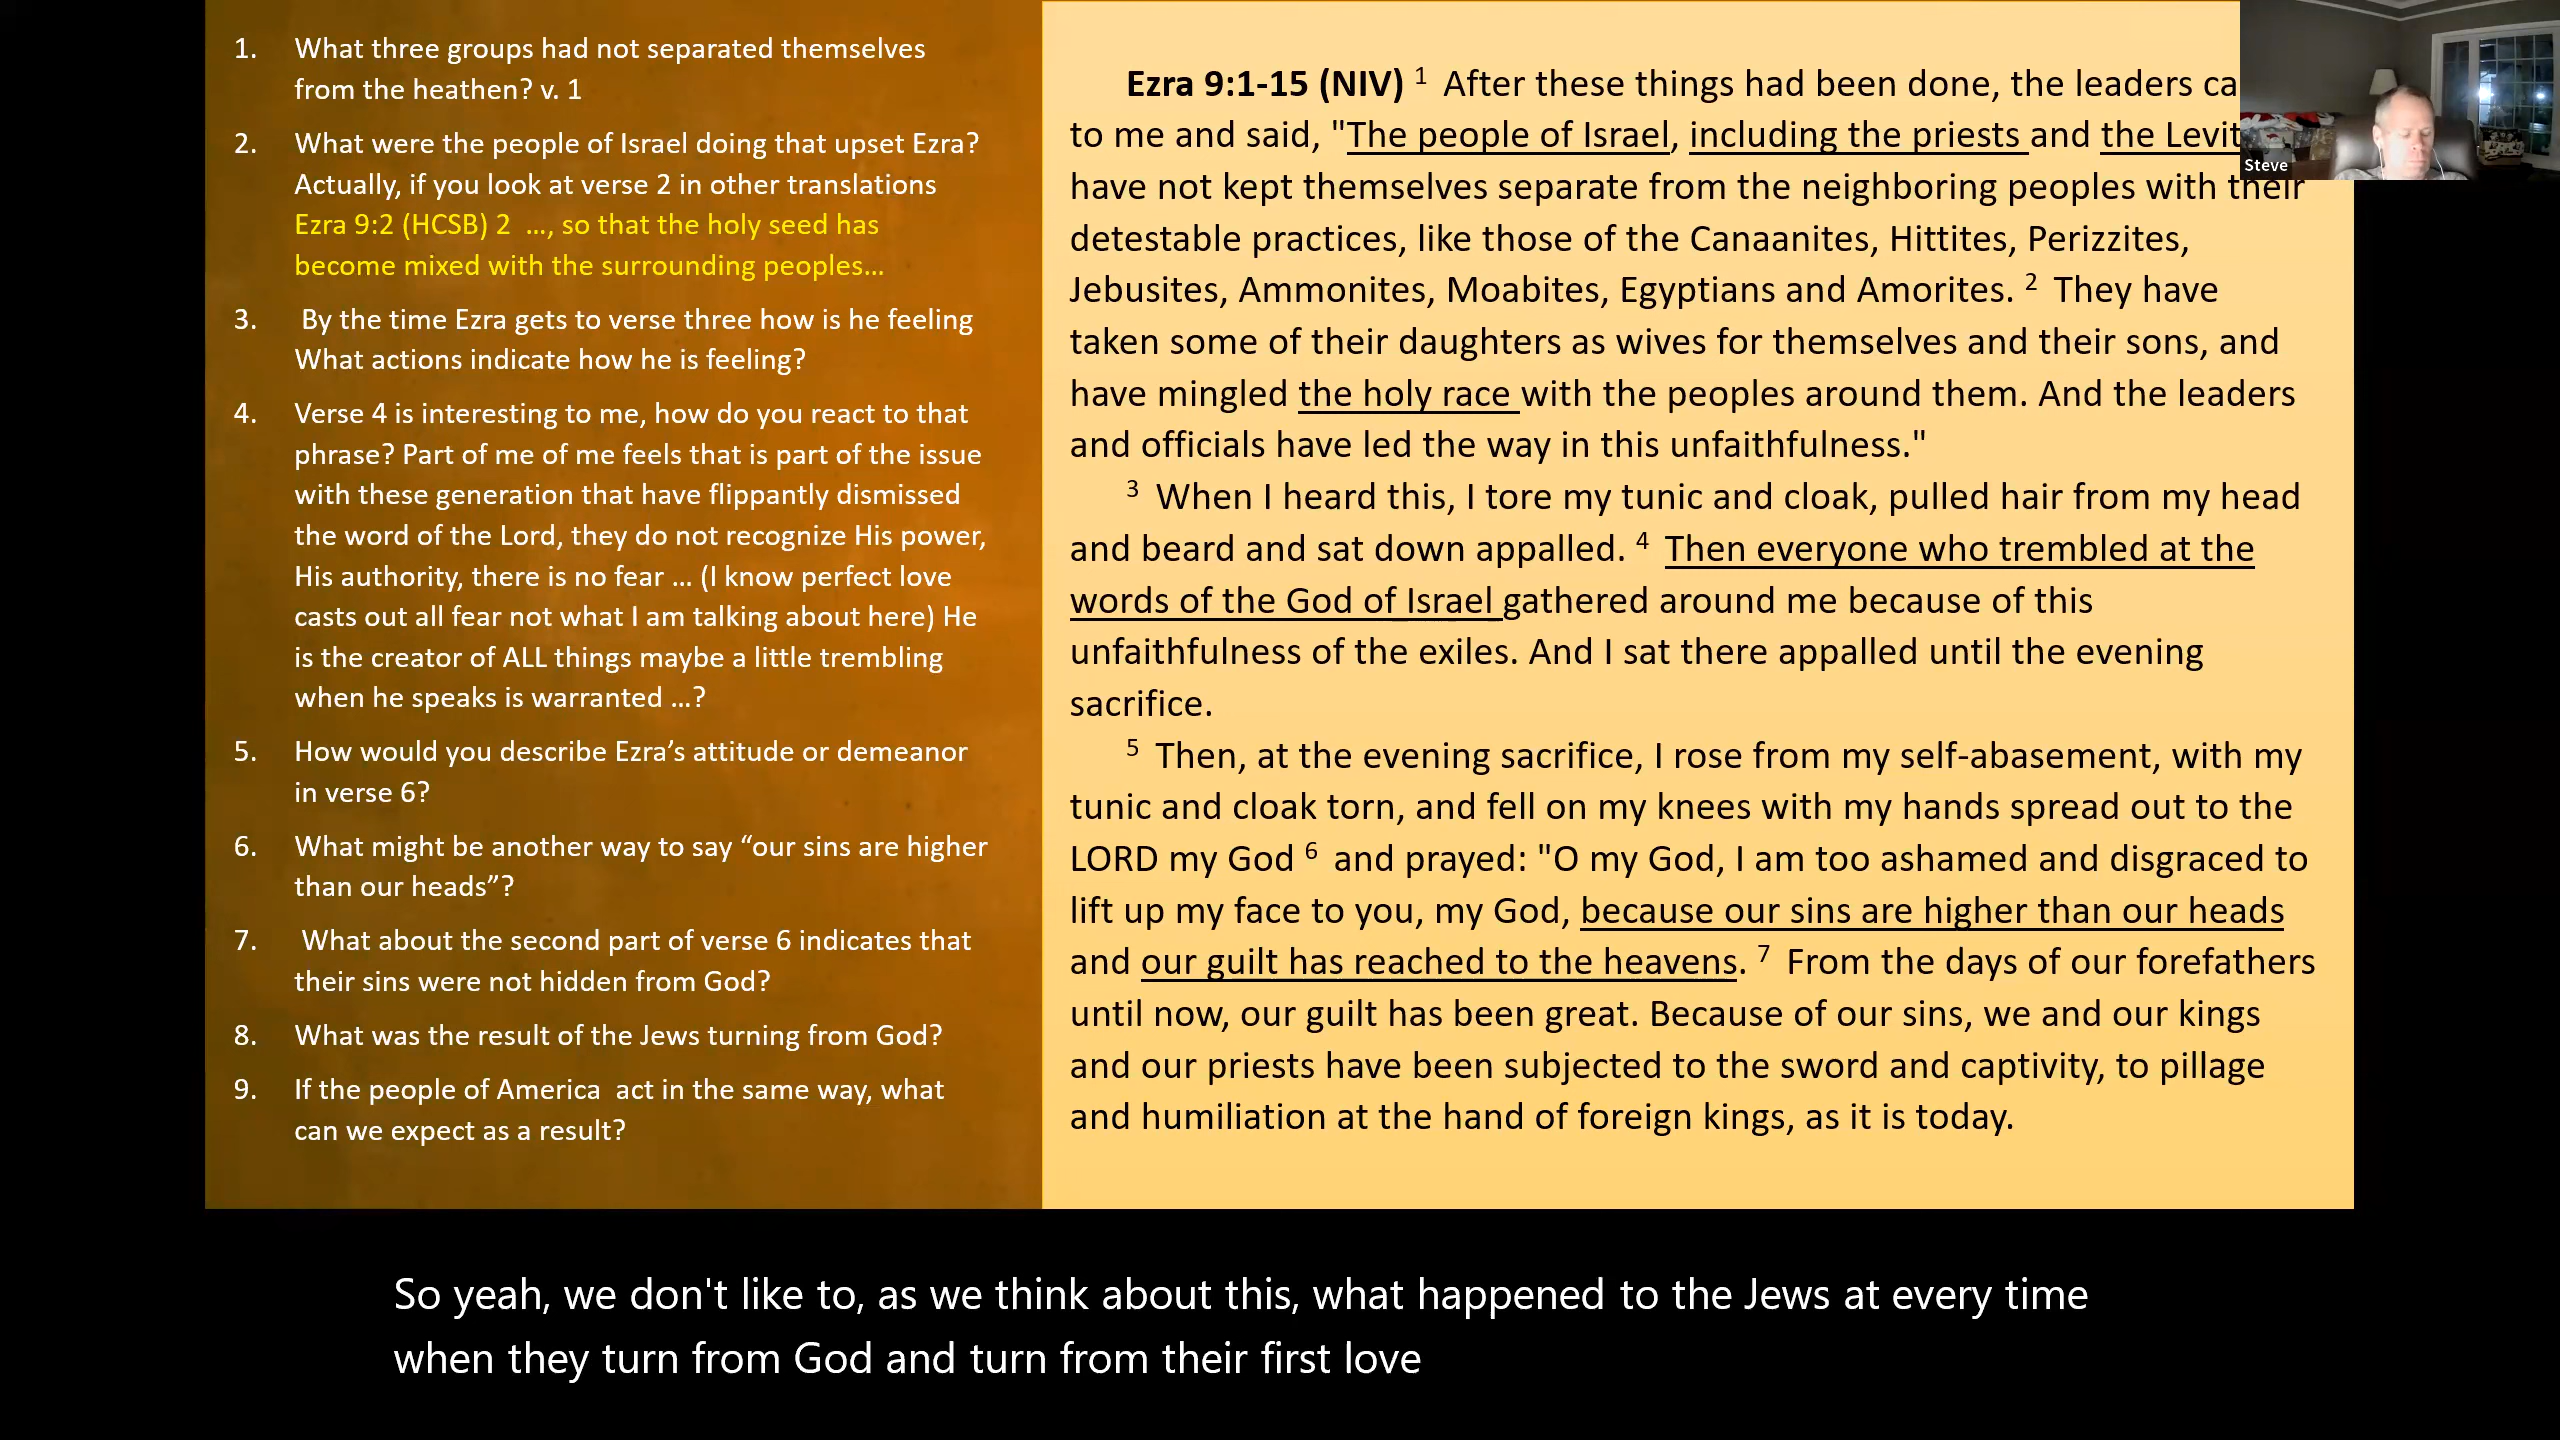 1. What three groups had not separated themselves
from the heathen? v. 1
2. What were the people of Israel doing that upset Ezra?
Actually, if you look at verse 2 in other translations
Ezra 9:2 (HCSB) 2 …, so that the holy seed has
become mixed with the surrounding peoples…
3. By the time Ezra gets to verse three how is he feeling
What actions indicate how he is feeling?
4. Verse 4 is interesting to me, how do you react to that
phrase? Part of me of me feels that is part of the issue
with these generation that have flippantly dismissed
the word of the Lord, they do not recognize His power,
His authority, there is no fear … (I know perfect love
casts out all fear not what I am talking about here) He
is the creator of ALL things maybe a little trembling
when he speaks is warranted …?
5. How would you describe Ezra’s attitude or demeanor
in verse 6?
6. What might be another way to say “our sins are higher
than our heads”?
7. What about the second part of verse 6 indicates that
their sins were not hidden from God?
8. What was the result of the Jews turning from God?
9. If the people of America act in the same way, what
can we expect as a result?
Ezra 9:1-15 (NIV) 1 After these things had been done, the leaders ca
to me and said, "The people of Israel, including the priests and the Levit
have not kept themselves separate from the neighboring peoples with their
detestable practices, like those of the Canaanites, Hittites, Perizzites,
Jebusites, Ammonites, Moabites, Egyptians and Amorites. 2 They have
taken some of their daughters as wives for themselves and their sons, and
have mingled the holy race with the peoples around them. And the leaders
and officials have led the way in this unfaithfulness."
3 When I heard this, I tore my tunic and cloak, pulled hair from my head
and beard and sat down appalled. 4 Then everyone who trembled at the
words of the God of Israel gathered around me because of this
unfaithfulness of the exiles. And I sat there appalled until the evening
sacrifice.
5 Then, at the evening sacrifice, I rose from my self-abasement, with my
tunic and cloak torn, and fell on my knees with my hands spread out to the
LORD my God 6 and prayed: "O my God, I am too ashamed and disgraced to
lift up my face to you, my God, because our sins are higher than our heads
and our guilt has reached to the heavens. 7 From the days of our forefathers
until now, our guilt has been great. Because of our sins, we and our kings
and our priests have been subjected to the sword and captivity, to pillage
and humiliation at the hand of foreign kings, as it is today.
Steve
So yeah, we don't like to, as we think about this, what happened to the Jews at every time
when they turn from God and turn from their first love